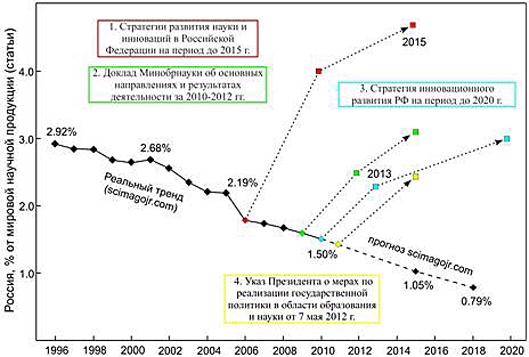 1. Стратегии развития науки и
инноваций в Российской
Федерации на период до 2015 г.
2. Доклад Минобрнауки об основных
направлениях и результатах
деятельности за 2010-2012 гг.
3. Стратегия инновационного
развития РФ на период до 2020 г.
4. Указ Президента о мерах по
реализации государственной
политики в области образования
и науки от 7 мая 2012 г.
Россия, % от мировой научной продукции (статьи)
4.0
3.0
2.0
1.0
2.92%
2.68%
2.19%
1.50%
1.05%
0.79%
2015
2013
Реальный тренд
(scimagojr.com)
прогноз scimagojr.com
1996 1998 2000 2002 2004 2006 2008 2010 2012 2014 2016 2018 2020